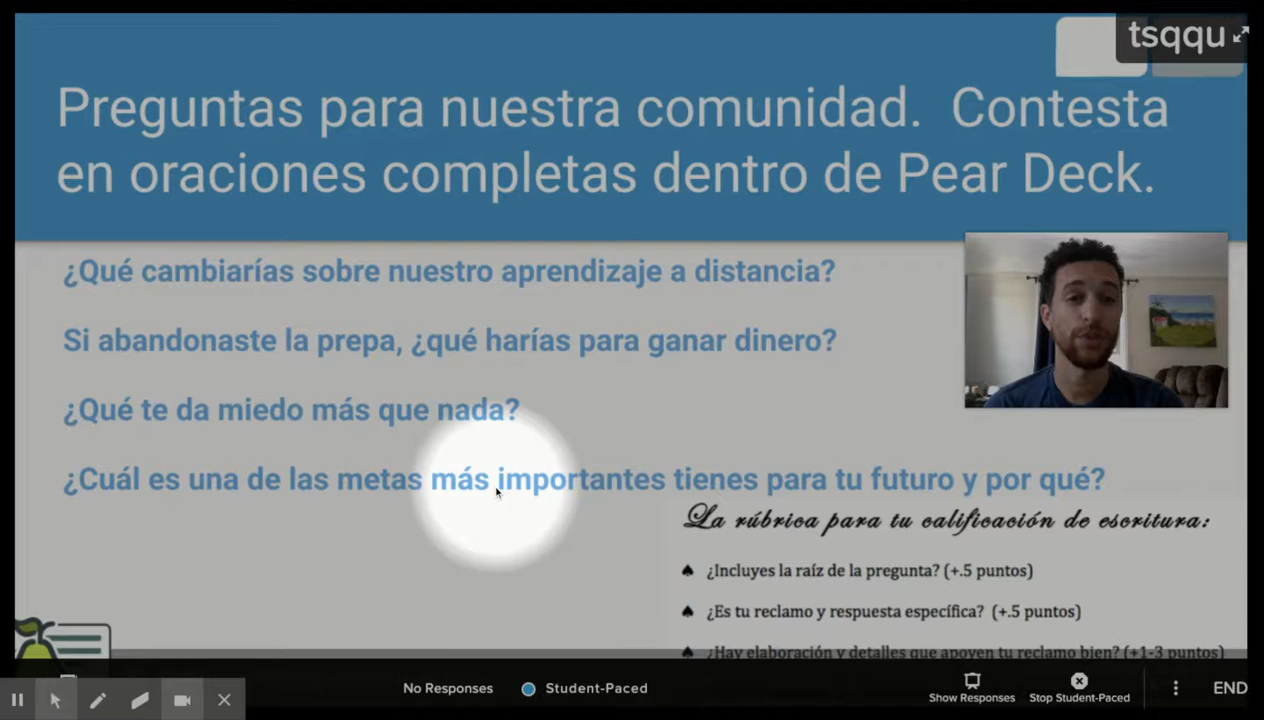 tsqqu
Preguntas para nuestra comunidad. Contesta
en oraciones completas dentro de Pear Deck.
¿Qué cambiarías sobre nuestro aprendizaje a distancia?
Si abandonaste la prepa, ¿qué harías para ganar dinero?
¿Qué te da miedo más que nada?
¿Cuál es una de las metas más importantes tienes para tu futuro y por qué?
La rúbrica para tu calificación de escritura:
¿Incluyes la raíz de la pregunta? (+.5 puntos)
¿Es tu reclamo y respuesta específica? (+.5 puntos)
¿Hay elaboración y detalles que apoyen tu reclamo bien? (+1-3 puntos)
No Responses
Student-Paced
Show Responses
Stop Student-Paced
END